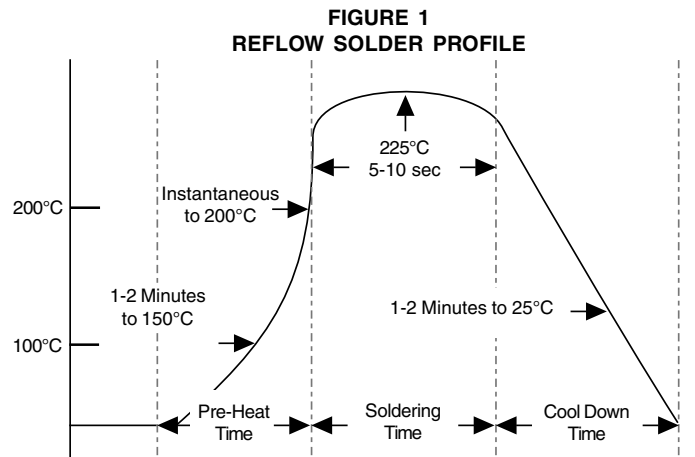 FIGURE 1
REFLOW SOLDER PROFILE
225°C
5-10 sec
Instantaneous
to 200°C
200°C
1-2 Minutes
to 150°C
1-2 Minutes to 25°C
100°C
Pre-Heat
Time
Soldering
Time
Cool Down
Time